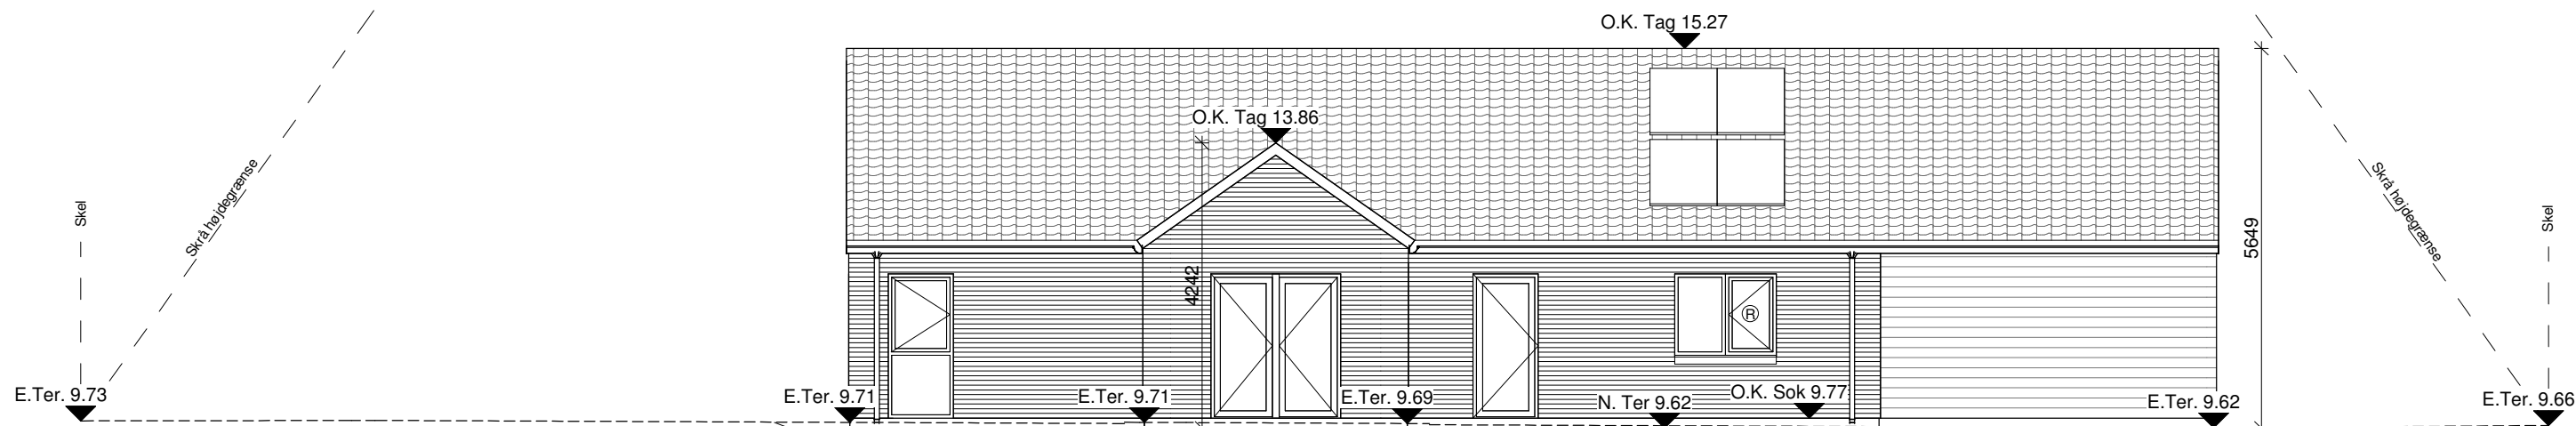 O.K. Tag 15.27
O.K. Tag 13.86
Skrå højdegrænse
Skrå højdegrænse
Skel
Skel
5649
4242
R
E.Ter. 9.73
E.Ter. 9.71
E.Ter. 9.71
E.Ter. 9.69
N. Ter 9.62
O.K. Sok 9.77
E.Ter. 9.62
E.Ter. 9.66